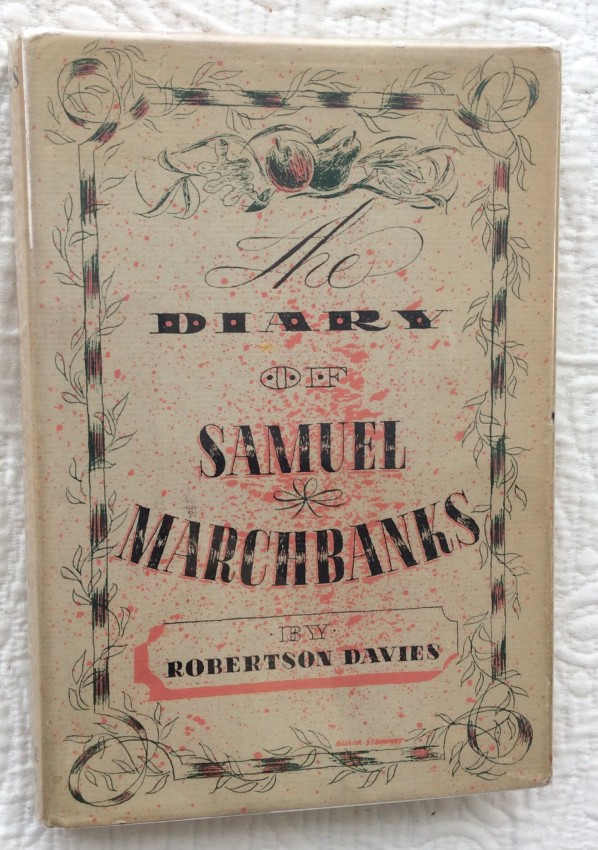 The
DIARY
OF
SAMUEL
MARCHBANKS
BY
ROBERTSON DAVIES